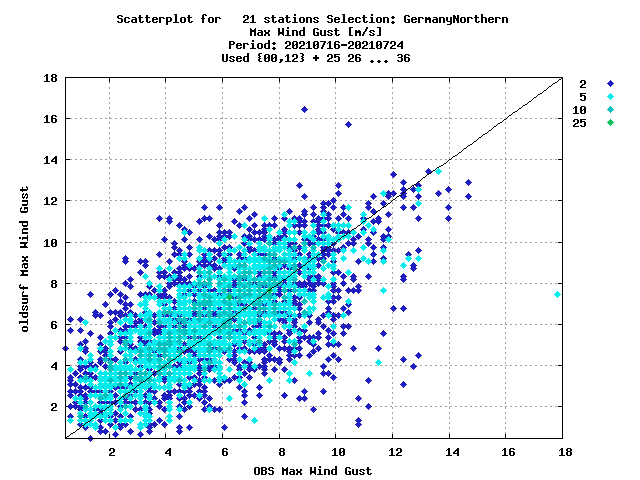 Scatterplot for   21 stations Selection: GermanyNorthern
Max Wind Gust [m/s]
Period: 20210716-20210724
Used {00,12} + 25 26 ... 36
2
5
10
25
oldsurf Max Wind Gust
18
16
14
12
10
8
6
4
2
2 4 6 8 10 12 14 16 18
OBS Max Wind Gust